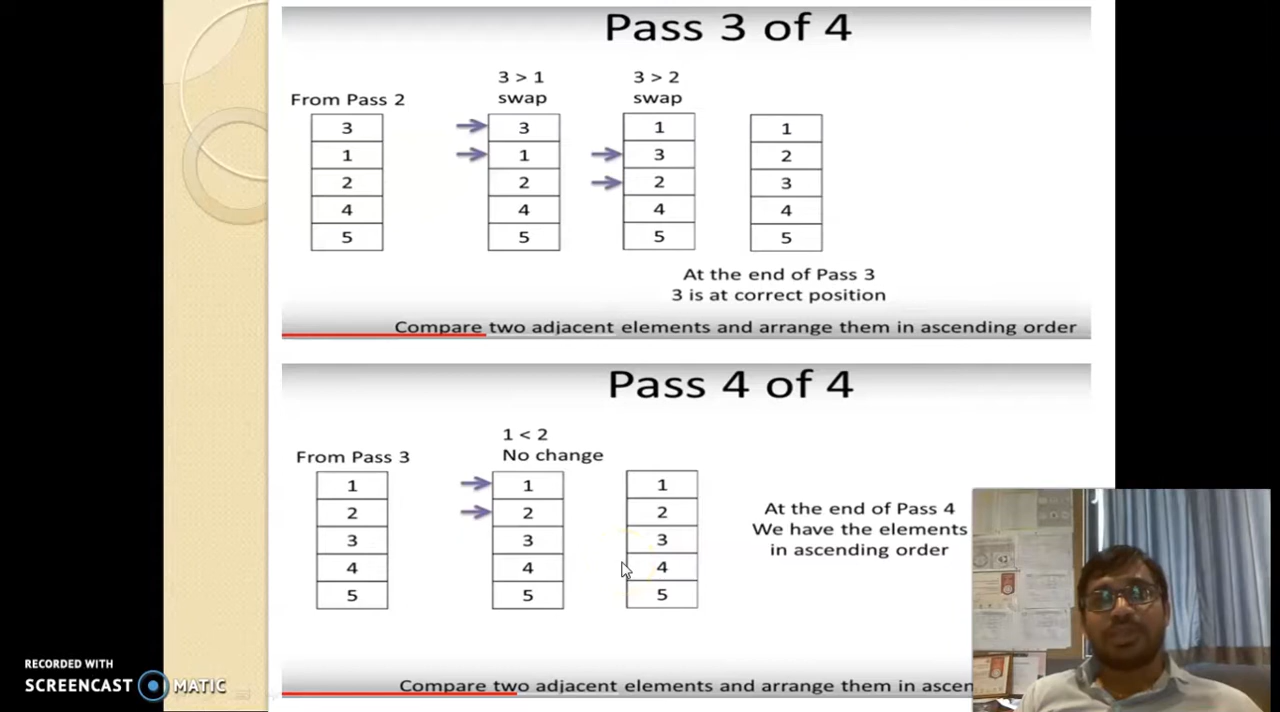 Pass 3 of 4
From Pass 2
3 > 1
swap
3 > 2
swap
3
1
2
4
5
3
1
2
4
5
1
3
2
4
5
1
2
3
4
5
At the end of Pass 3
3 is at correct position
Compare two adjacent elements and arrange them in ascending order
Pass 4 of 4
From Pass 3
1 < 2
No change
1
2
3
4
5
1
2
3
4
5
1
2
3
4
5
At the end of Pass 4
We have the elements
in ascending order
Compare two adjacent elements and arrange them in ascen
RECORDED WITH
SCREENCAST MATIC